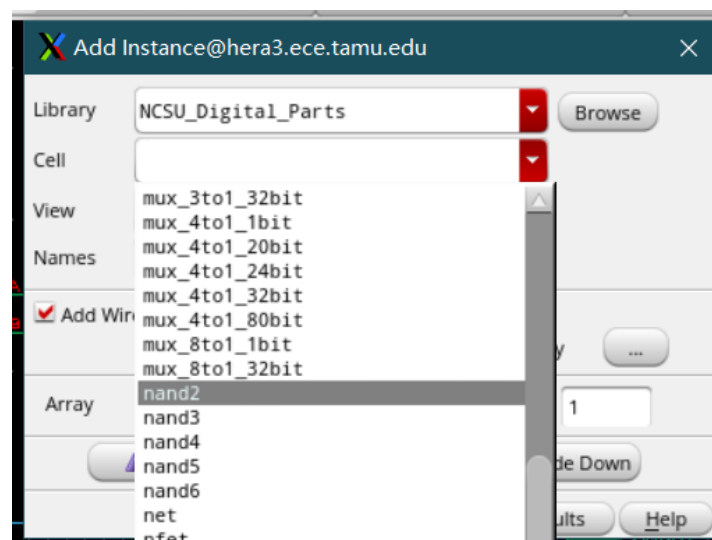 Add Instance@hera3.ece.tamu.edu
Library NCSU_Digital_Parts Browse
Cell
mux_3to1_32bit
View
mux_4to1_1bit
mux_4to1_20bit
Names
mux_4to1_24bit
mux_4to1_32bit
Add Wir
mux_4to1_80bit
mux_8to1_1bit
y ...
mux_8to1_32bit
nand2
Array 1
nand3
nand4
nand5
de Down
nand6
net
ults Help
nfet